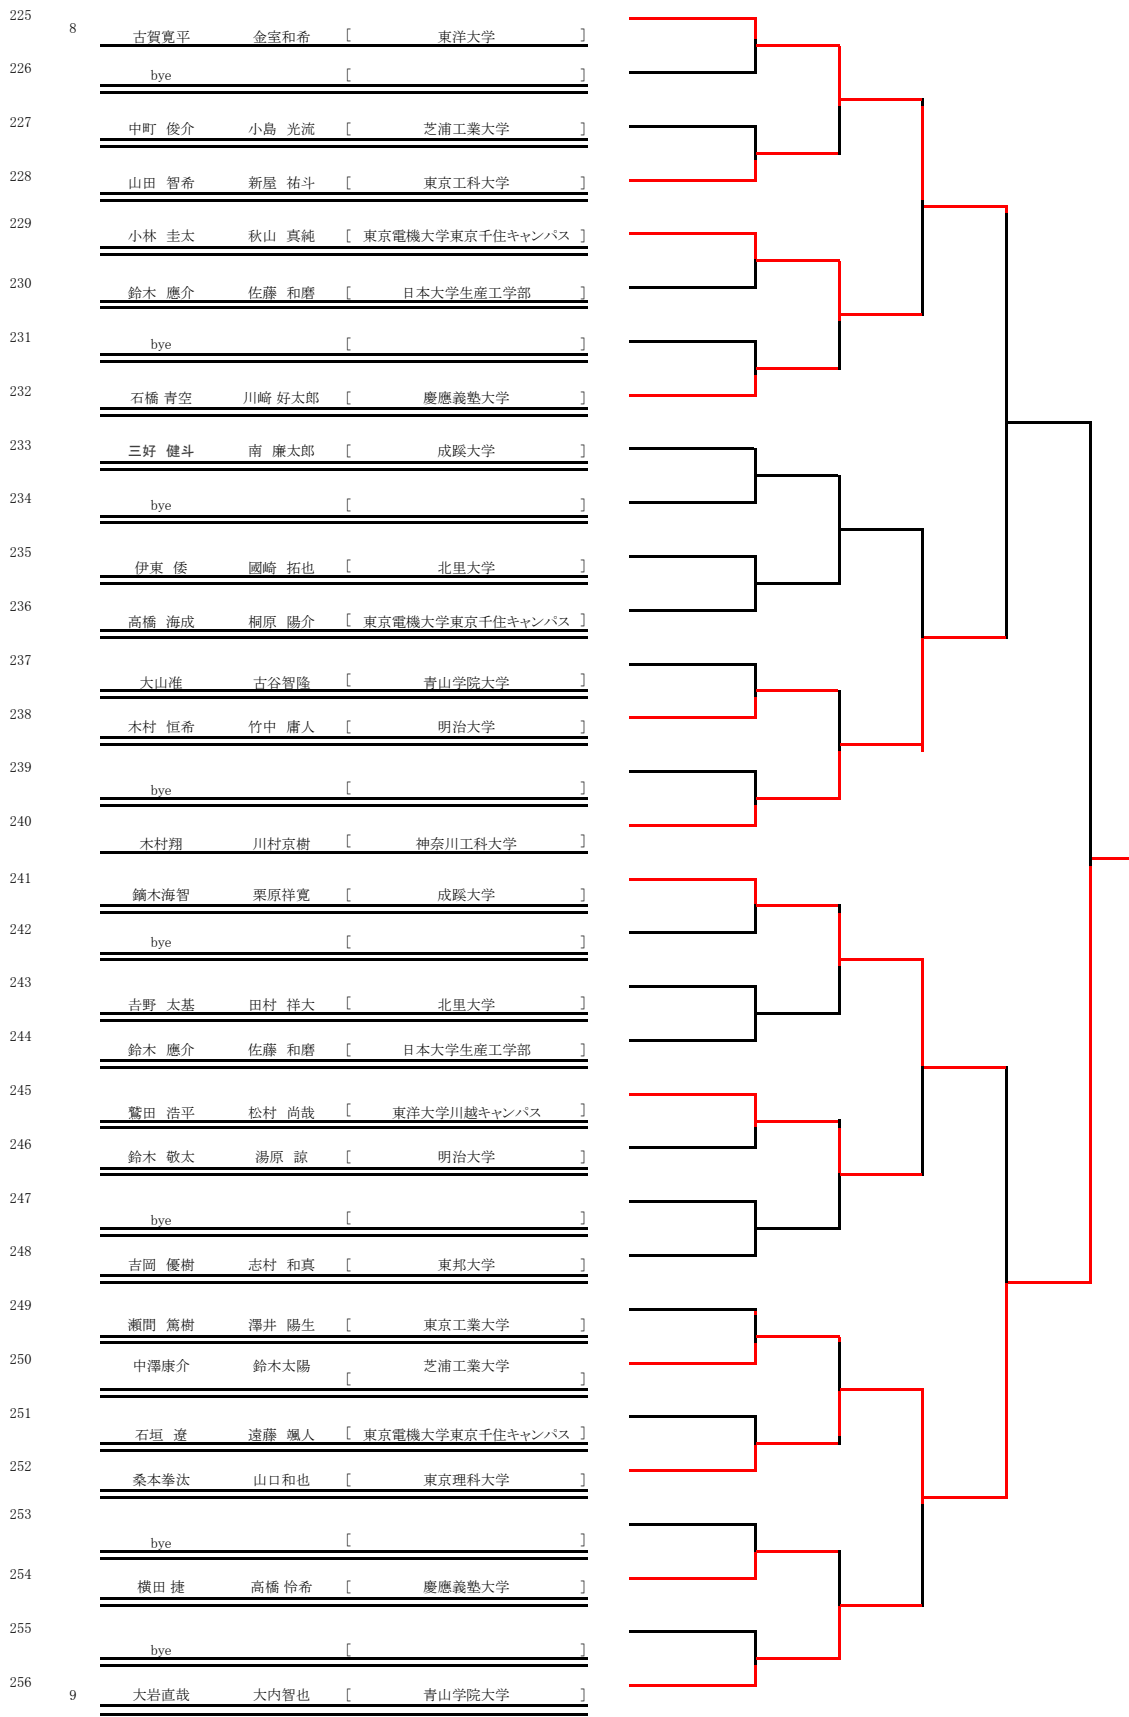 225 8 古賀寛平 金室和希 [ 東洋大学 ]
226 bye [ ]
227 中町 俊介 小島 光流 [ 芝浦工業大学 ]
228 山田 智希 新屋 祐斗 [ 東京工科大学 ]
229 小林 圭太 秋山 真純 [ 東京電機大学東京千住キャンパス ]
230 鈴木 應介 佐藤 和磨 [ 日本大学生産工学部 ]
231 bye [ ]
232 石橋 青空 川﨑 好太郎 [ 慶應義塾大学 ]
233 三好 健斗 南 廉太郎 [ 成蹊大学 ]
234 bye [ ]
235 伊東 倭 國崎 拓也 [ 北里大学 ]
236 高橋 海成 桐原 陽介 [ 東京電機大学東京千住キャンパス ]
237 大山准 古谷智隆 [ 青山学院大学 ]
238 木村 恒希 竹中 庸人 [ 明治大学 ]
239 bye [ ]
240 木村翔 川村京樹 [ 神奈川工科大学 ]
241 鏑木海智 栗原祥寛 [ 成蹊大学 ]
242 bye [ ]
243 𠮷野 太基 田村 祥大 [ 北里大学 ]
244 鈴木 應介 佐藤 和磨 [ 日本大学生産工学部 ]
245 鷲田 浩平 松村 尚哉 [ 東洋大学川越キャンパス ]
246 鈴木 敬太 湯原 諒 [ 明治大学 ]
247 bye [ ]
248 吉岡 優樹 志村 和真 [ 東邦大学 ]
249 瀬間 篤樹 澤井 陽生 [ 東京工業大学 ]
250 中澤康介 鈴木太陽 [ 芝浦工業大学 ]
251 石垣 遼 遠藤 颯人 [ 東京電機大学東京千住キャンパス ]
252 桑本拳汰 山口和也 [ 東京理科大学 ]
253 bye [ ]
254 横田 捷 高橋 怜希 [ 慶應義塾大学 ]
255 bye [ ]
256 9 大岩直哉 大内智也 [ 青山学院大学 ]